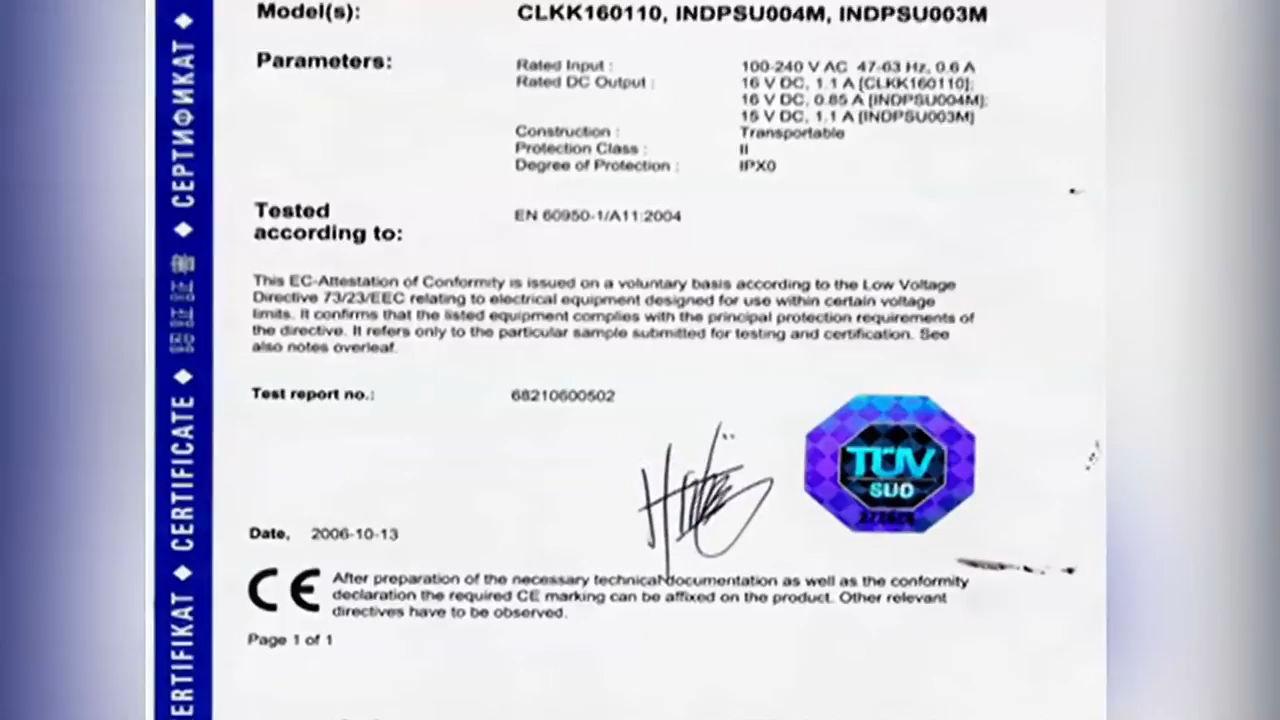 Model(s): CLKK160110, INDPSU004M, INDPSU003M
Parameters: Rated Input : 100-240 V AC 47-63 Hz, 0.6 A
Rated DC Output : 16 V DC, 1.1 A [CLKK160110];
16 V DC, 0.85 A [INDPSU004M];
15 V DC, 1.1 A [INDPSU003M]
Construction : Transportable
Protection Class : II
Degree of Protection : IPX0
Tested
according to: EN 60950-1/A11:2004
This EC-Attestation of Conformity is issued on a voluntary basis according to the Low Voltage
Directive 73/23/EEC relating to electrical equipment designed for use within certain voltage
limits. It confirms that the listed equipment complies with the principal protection requirements of
the directive. It refers only to the particular sample submitted for testing and certification. See
also notes overleaf.
Test report no.: 68210600502
TÜV
SÜD
Date, 2006-10-13
CE After preparation of the necessary technical documentation as well as the conformity
declaration the required CE marking can be affixed on the product. Other relevant
directives have to be observed.
Page 1 of 1
ERTIFIKAT ◆ CERTIFICATE ◆ 認証証書 ◆ СЕРТИФИКАТ ◆